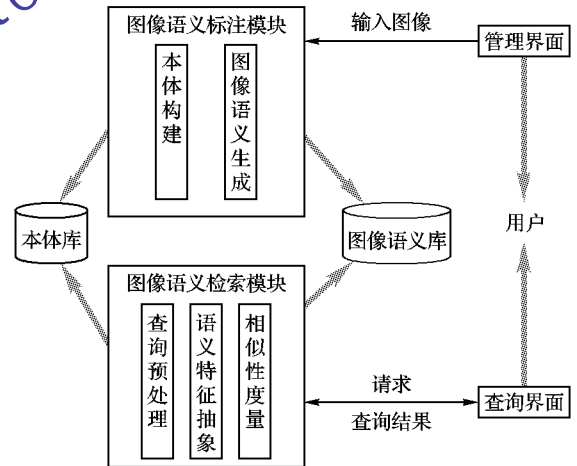 图像语义标注模块
本体构建
图像语义生成
输入图像
管理界面
本体库
图像语义库
用户
图像语义检索模块
查询预处理
语义特征抽象
相似性度量
请求
查询结果
查询界面